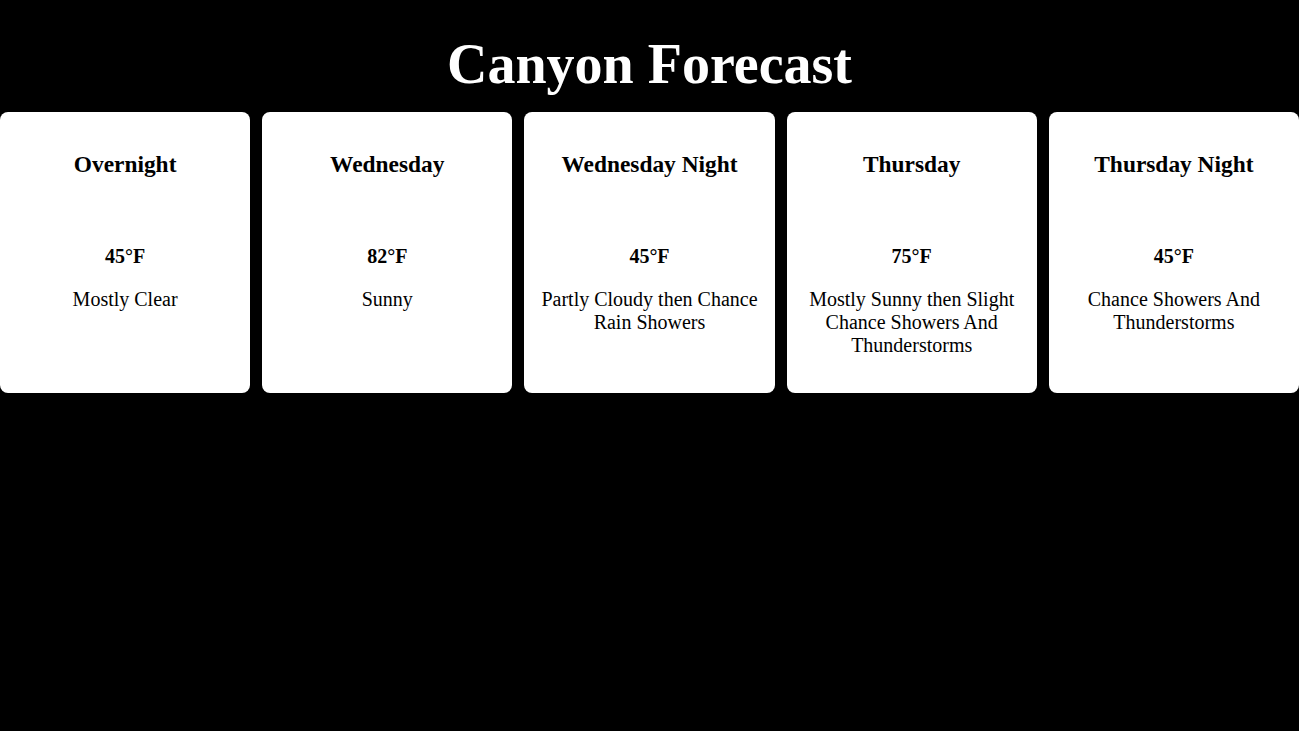 Canyon Forecast
Overnight
45°F
Mostly Clear
Wednesday
82°F
Sunny
Wednesday Night
45°F
Partly Cloudy then Chance
Rain Showers
Thursday
75°F
Mostly Sunny then Slight
Chance Showers And
Thunderstorms
Thursday Night
45°F
Chance Showers And
Thunderstorms